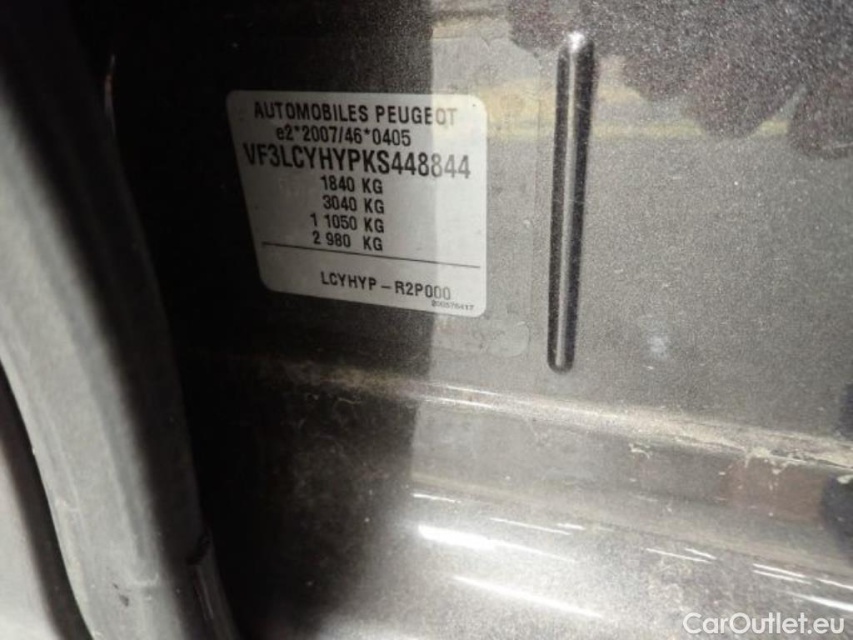 AUTOMOBILES PEUGEOT
e2*2007/46*0405
VF3LCYHYPKS448844
1840 KG
3040 KG
1 1050 KG
2 980 KG
LCYHYP-R2P000
CarOutlet.eu